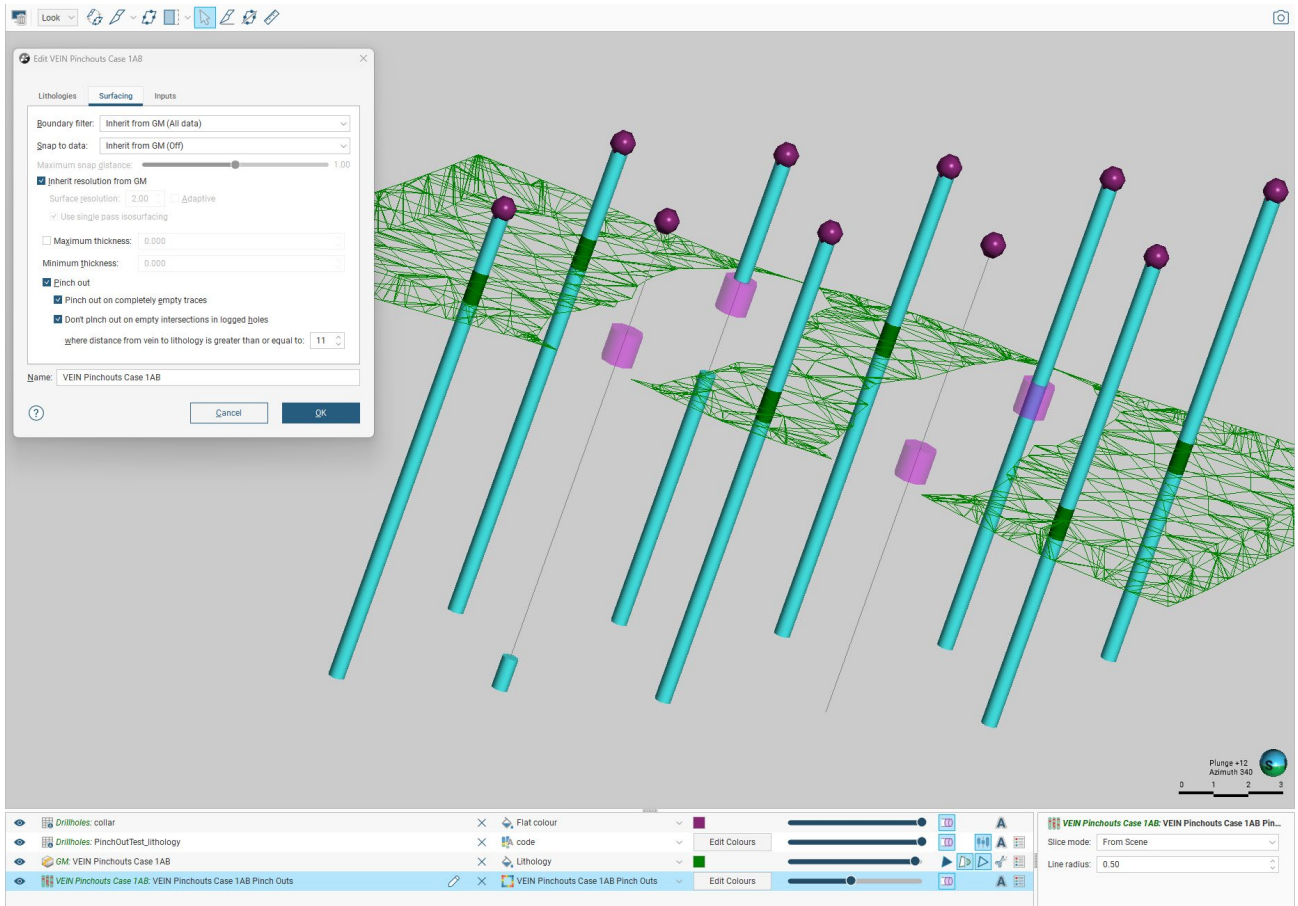 Look
Edit VEIN Pinchouts Case 1AB
Lithologies Surfacing Inputs
Boundary filter: Inherit from GM (All data)
Snap to data: Inherit from GM (Off)
Maximum snap distance: 1.00
Inherit resolution from GM
Surface resolution: 2.00 Adaptive
Use single pass isosurfacing
Maximum thickness: 0.000
Minimum thickness: 0.000
Pinch out
Pinch out on completely empty traces
Don't pinch out on empty intersections in logged holes
where distance from vein to lithology is greater than or equal to: 11
Name: VEIN Pinchouts Case 1AB
? Cancel OK
Plunge +12
Azimuth 340
S
0 1 2 3
Drillholes: collar Flat colour A
Drillholes: PinchOutTest_lithology code Edit Colours A
GM: VEIN Pinchouts Case 1AB Lithology
VEIN Pinchouts Case 1AB: VEIN Pinchouts Case 1AB Pinch Outs VEIN Pinchouts Case 1AB Pinch Outs Edit Colours A
VEIN Pinchouts Case 1AB: VEIN Pinchouts Case 1AB Pin...
Slice mode: From Scene
Line radius: 0.50